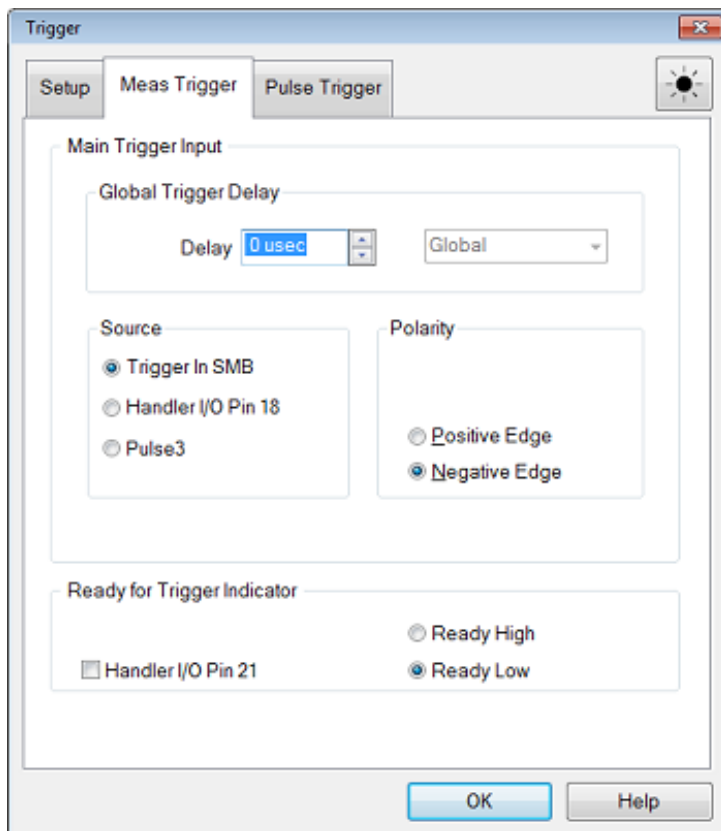 Trigger
Setup
Meas Trigger
Pulse Trigger
Main Trigger Input
Global Trigger Delay
Delay 0 usec Global
Source
Trigger In SMB
Handler I/O Pin 18
Pulse3
Polarity
Positive Edge
Negative Edge
Ready for Trigger Indicator
Handler I/O Pin 21
Ready High
Ready Low
OK
Help